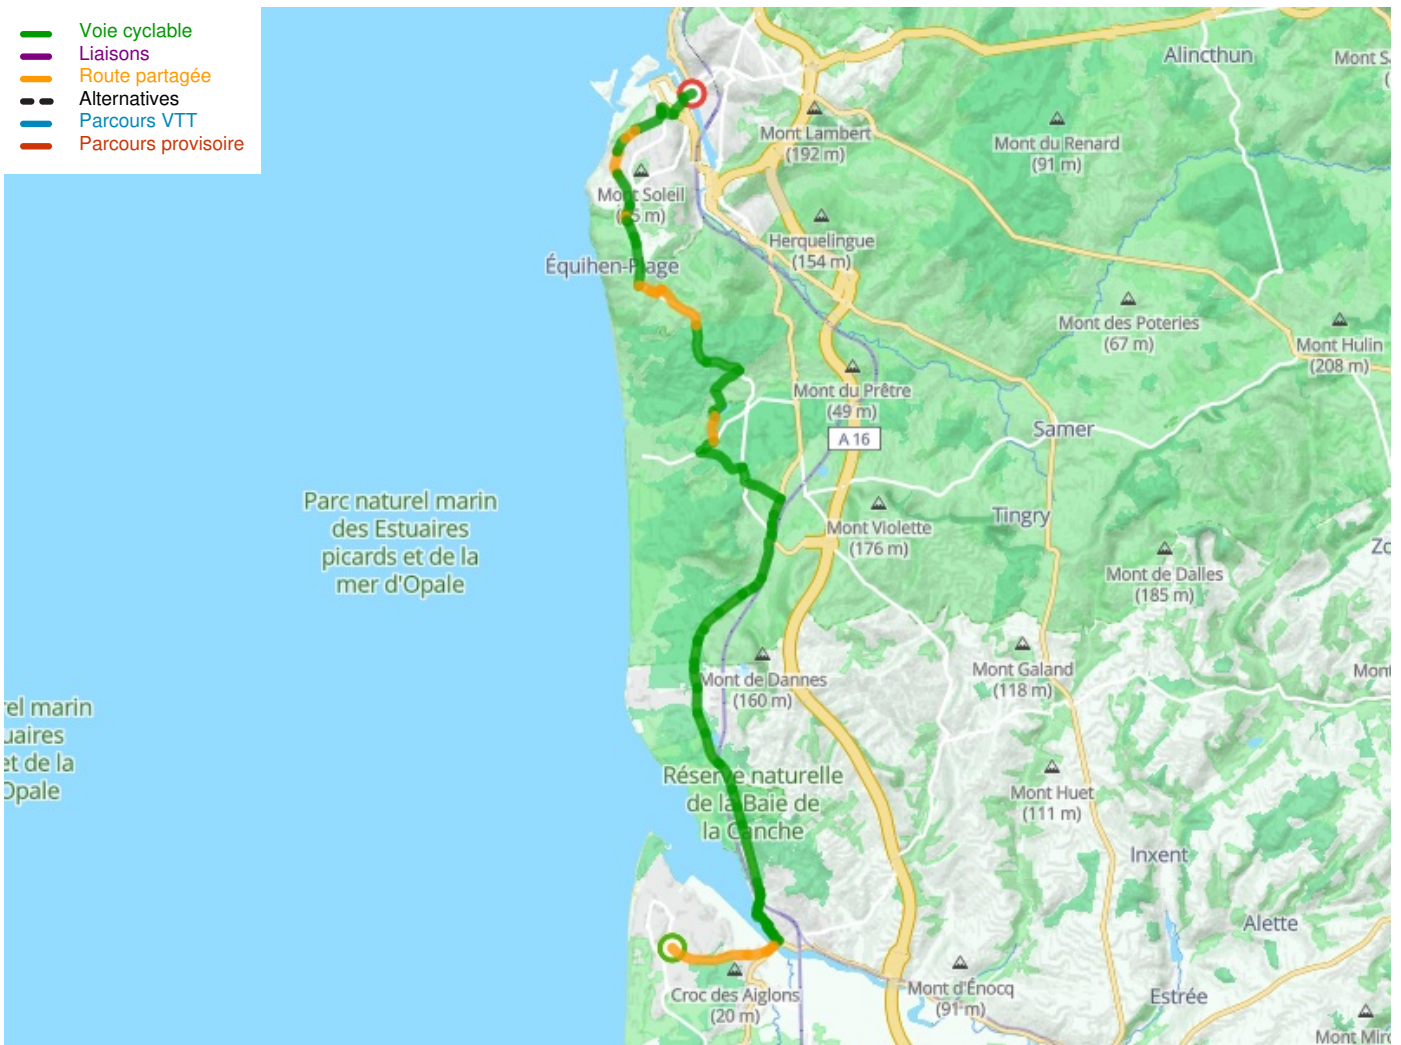 Voie cyclable
Liaisons
Route partagée
Alternatives
Parcours VTT
Parcours provisoire
Alincthun
Mont Lambert
(192 m)
Mont du Renard
(91 m)
Mont Soleil
Herquelingue
(154 m)
Équihen-Plage
Mont des Poteries
(67 m)
Mont Hulin
(208 m)
Mont du Prêtre
(49 m)
A 16
Samer
Parc naturel marin
des Estuaires
picards et de la
mer d'Opale
Mont Violette
(176 m)
Tingry
Mont de Dalles
(185 m)
Mont Galand
(118 m)
Mont
Mont de Dannes
(160 m)
rel marin
uaires
et de la
Opale
Réserve naturelle
de la Baie de
la Canche
Mont Huet
(111 m)
Inxent
Alette
Croc des Aiglons
(20 m)
Mont d'Énocq
(91 m)
Estrée